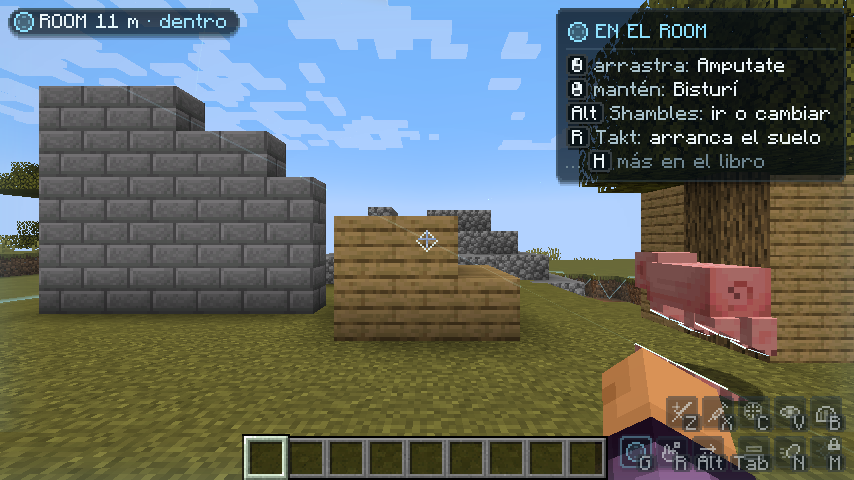 ROOM 11 m · dentro
EN EL ROOM
arrastra: Amputate
mantén: Bisturí
Alt Shambles: ir o cambiar
R Takt: arranca el suelo
... H más en el libro
Z X C V B
G R Alt Tab N M